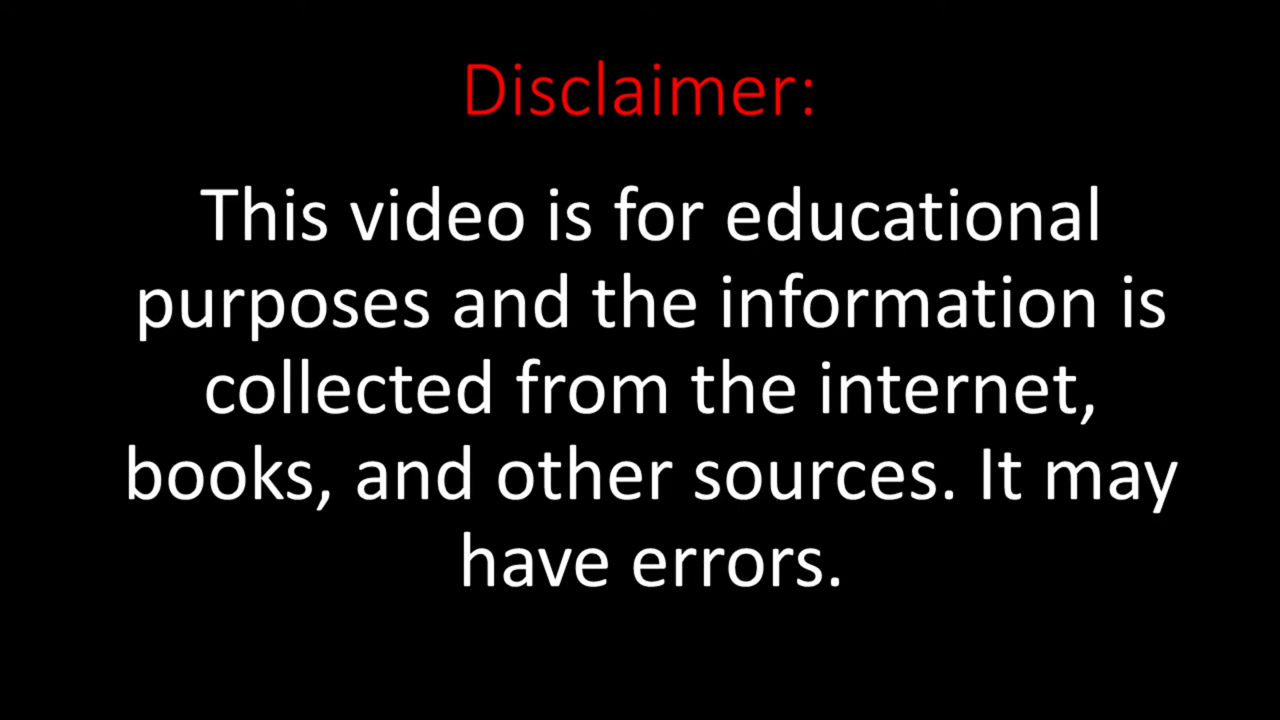 Disclaimer:
This video is for educational
purposes and the information is
collected from the internet,
books, and other sources. It may
have errors.